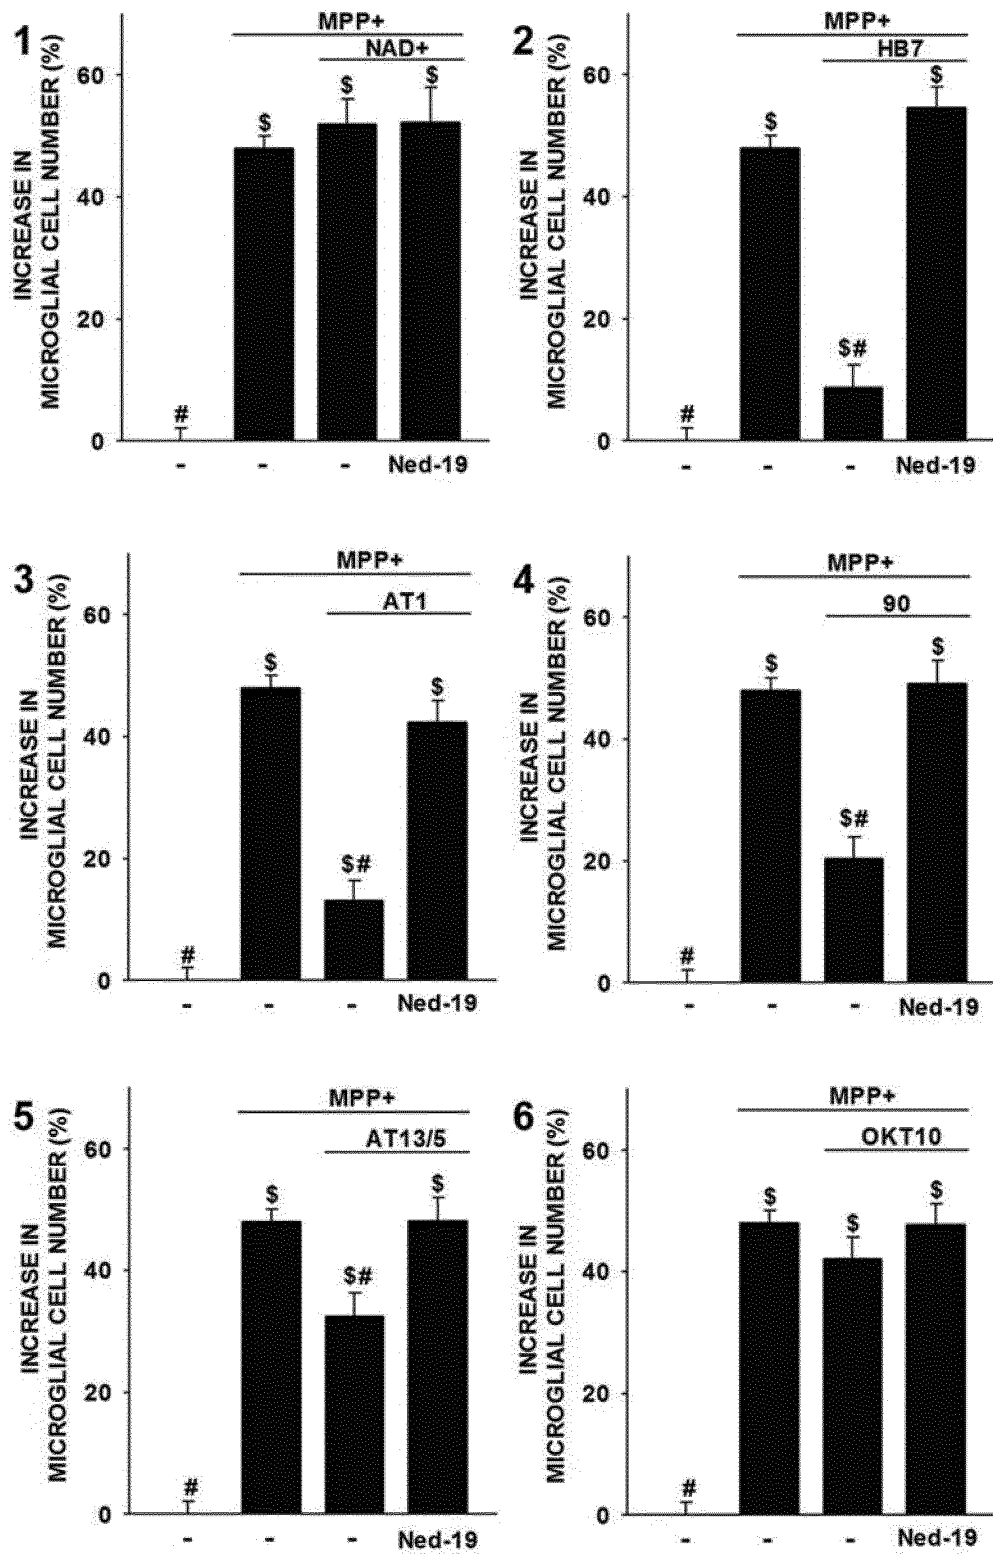 1
MPP+
NAD+
INCREASE IN
MICROGLIAL CELL NUMBER (%)
60
40
20
0
# $ $ $
- - - Ned-19
2
MPP+
HB7
INCREASE IN
MICROGLIAL CELL NUMBER (%)
60
40
20
0
# $ $# $
- - - Ned-19
3
MPP+
AT1
INCREASE IN
MICROGLIAL CELL NUMBER (%)
60
40
20
0
# $ $# $
- - - Ned-19
4
MPP+
90
INCREASE IN
MICROGLIAL CELL NUMBER (%)
60
40
20
0
# $ $# $
- - - Ned-19
5
MPP+
AT13/5
INCREASE IN
MICROGLIAL CELL NUMBER (%)
60
40
20
0
# $ $# $
- - - Ned-19
6
MPP+
OKT10
INCREASE IN
MICROGLIAL CELL NUMBER (%)
60
40
20
0
# $ $ $
- - - Ned-19